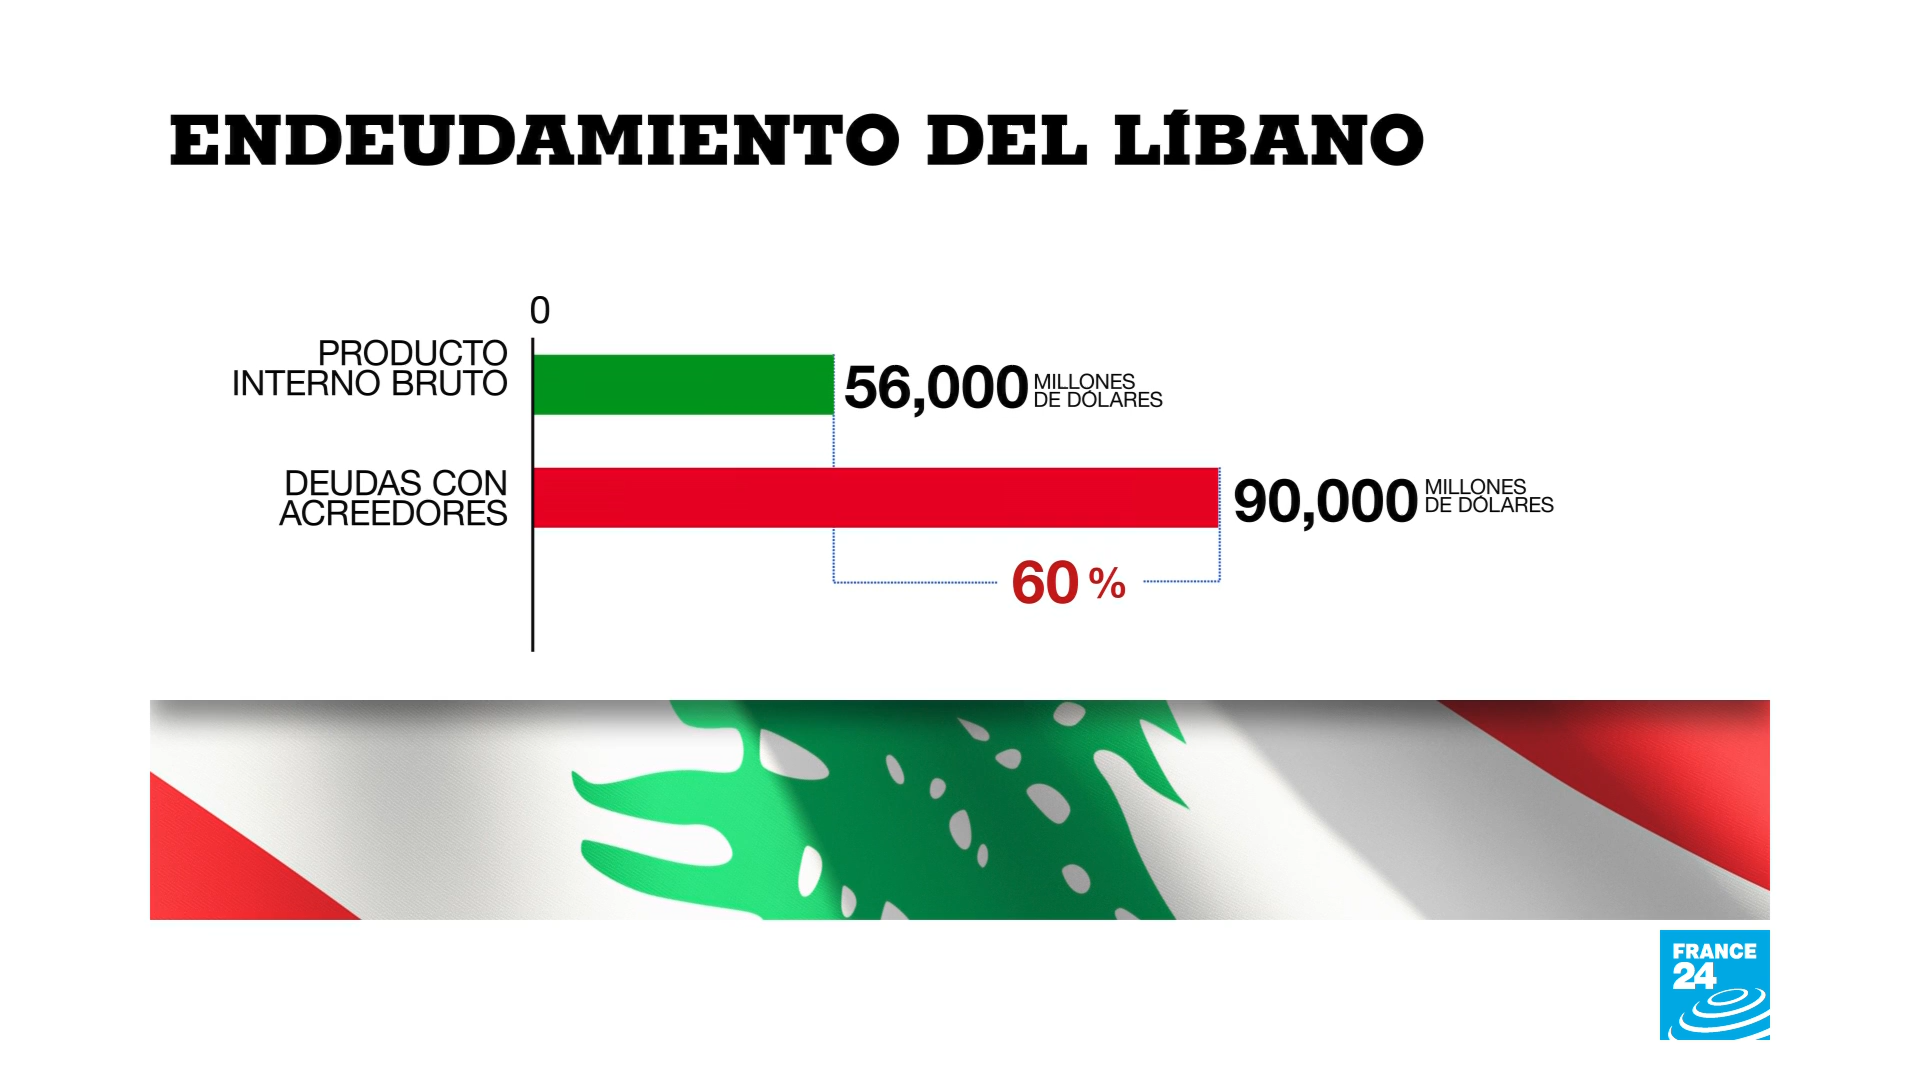 ENDEUDAMIENTO DEL LÍBANO
0
PRODUCTO
INTERNO BRUTO
56,000 MILLONES
DE DÓLARES
DEUDAS CON
ACREEDORES
90,000 MILLONES
DE DÓLARES
60 %
FRANCE
24